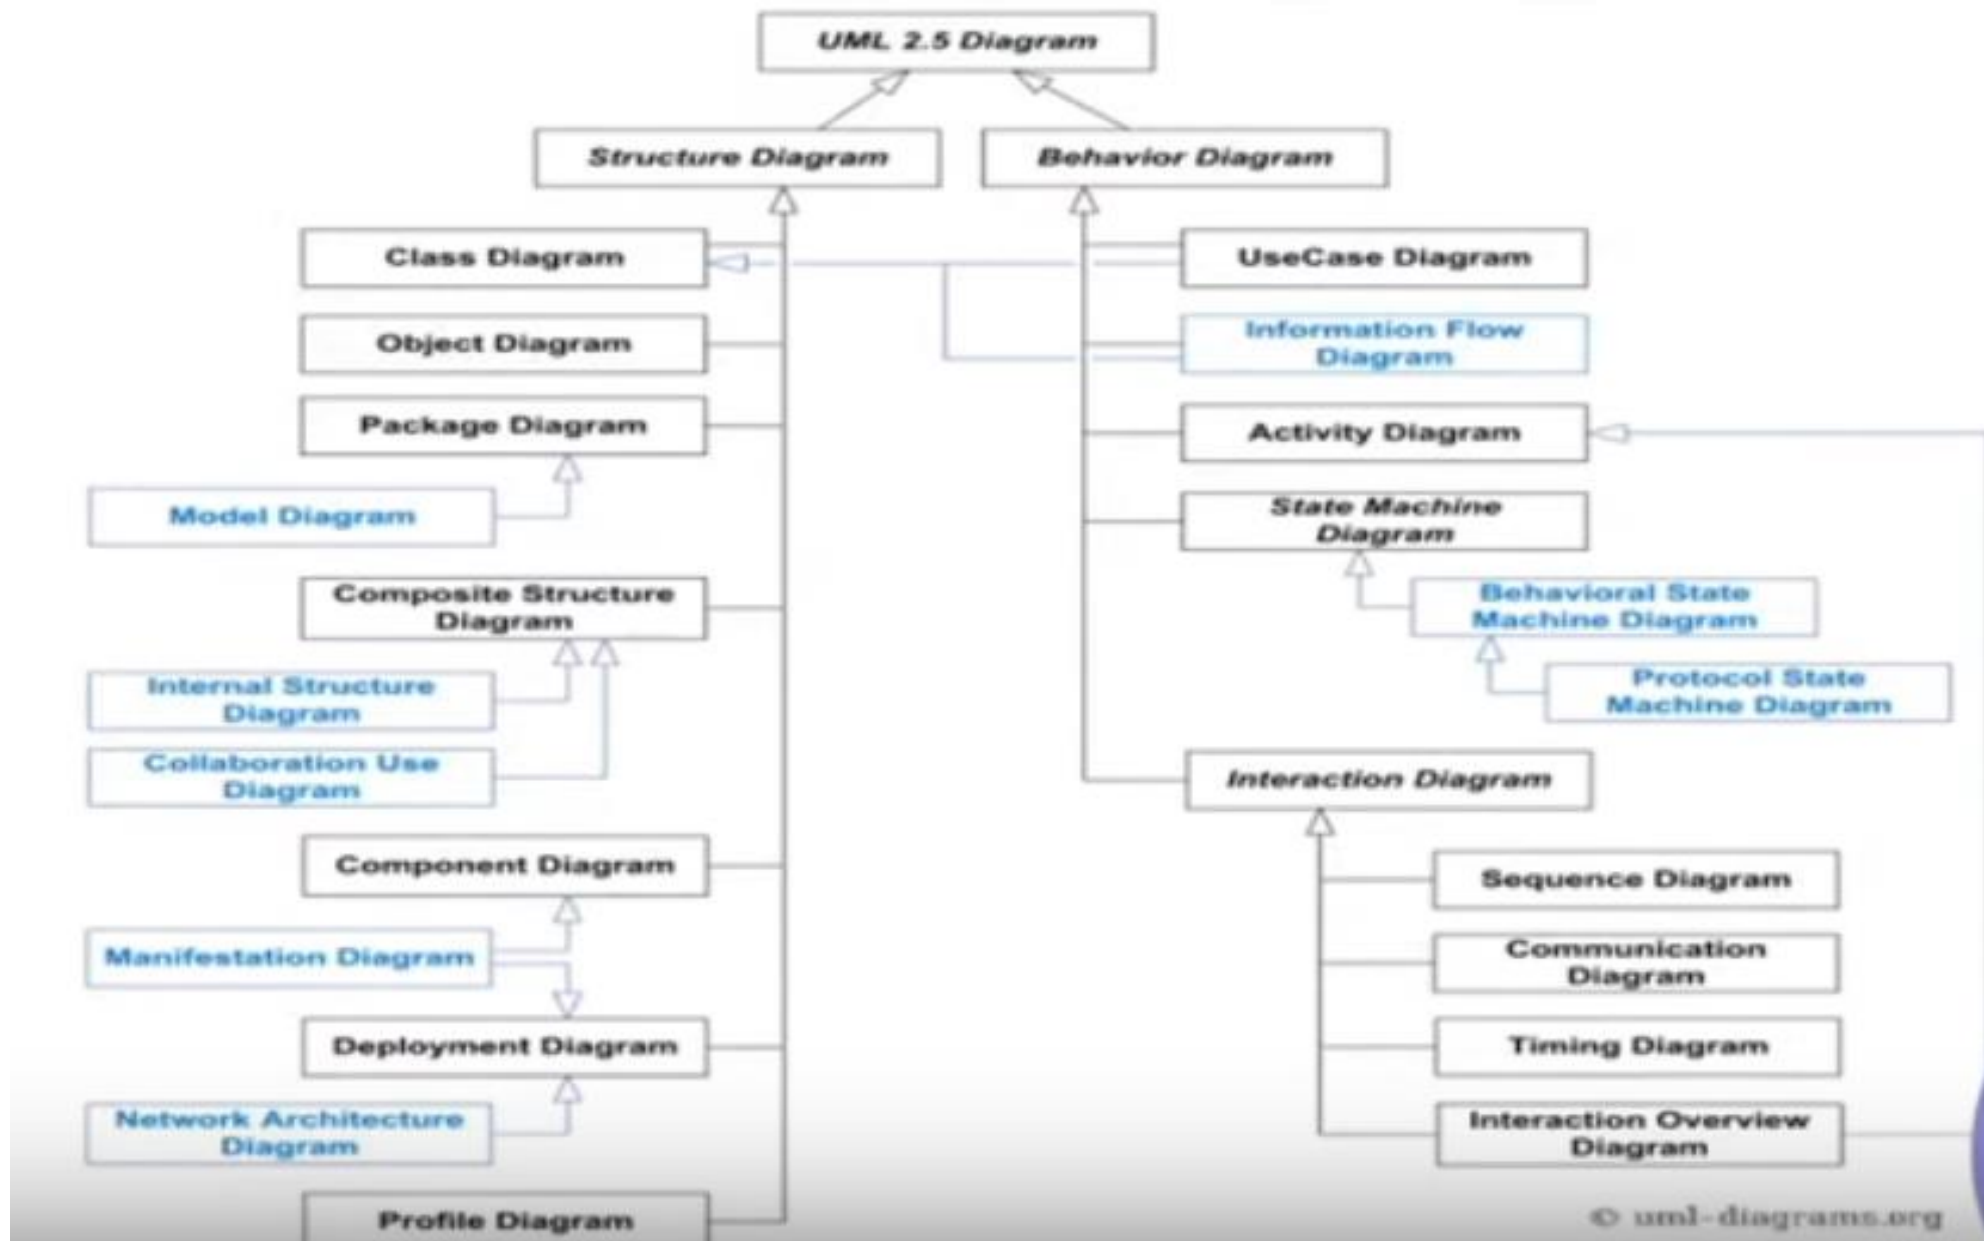 UML 2.5 Diagram
Structure Diagram
Behavior Diagram
Class Diagram
Object Diagram
Package Diagram
Model Diagram
Composite Structure
Diagram
Internal Structure
Diagram
Collaboration Use
Diagram
Component Diagram
Manifestation Diagram
Deployment Diagram
Network Architecture
Diagram
Profile Diagram
UseCase Diagram
Information Flow
Diagram
Activity Diagram
State Machine
Diagram
Behavioral State
Machine Diagram
Protocol State
Machine Diagram
Interaction Diagram
Sequence Diagram
Communication
Diagram
Timing Diagram
Interaction Overview
Diagram
© uml-diagrams.org